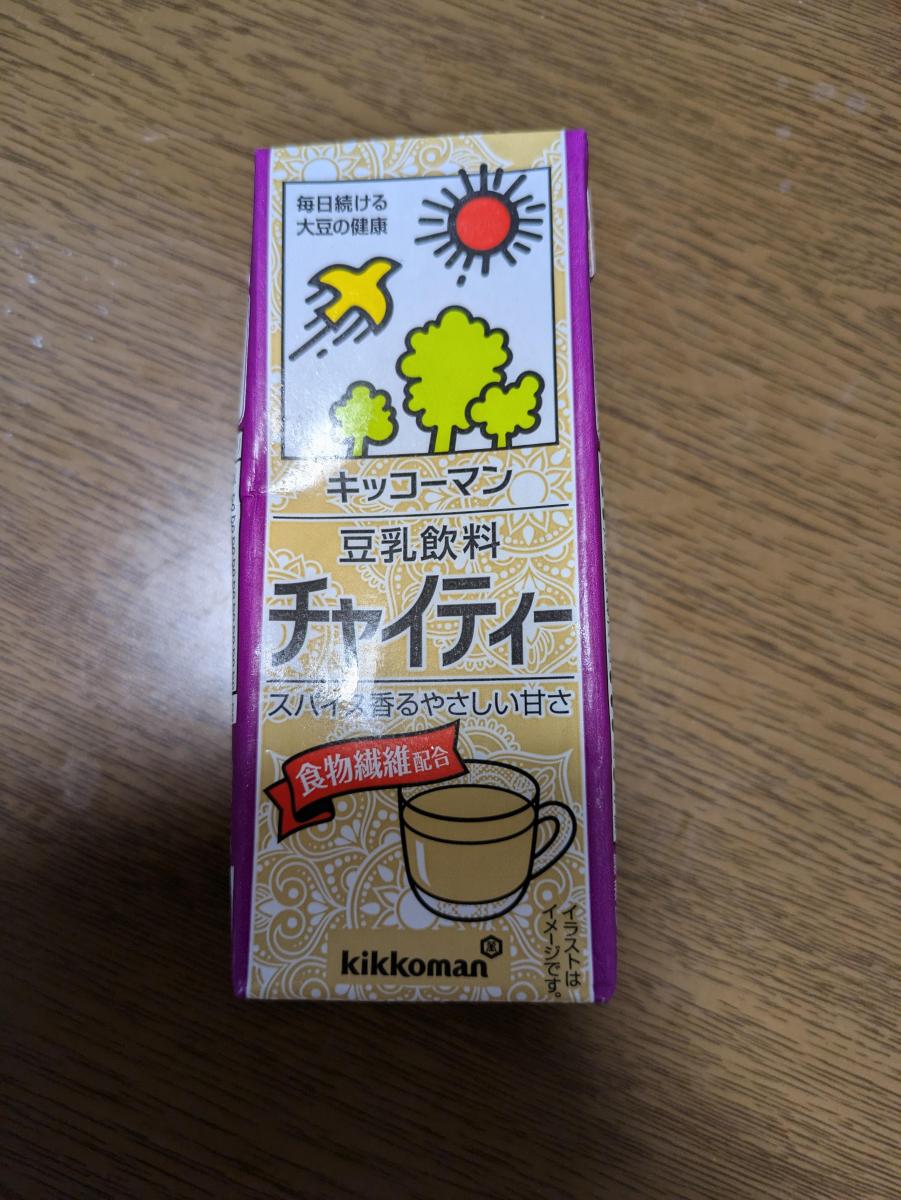 毎日続ける
大豆の健康
キッコーマン
豆乳飲料
チャイティー
スパイス香るやさしい甘さ
食物繊維配合
kikkoman
イラストは
イメージです。